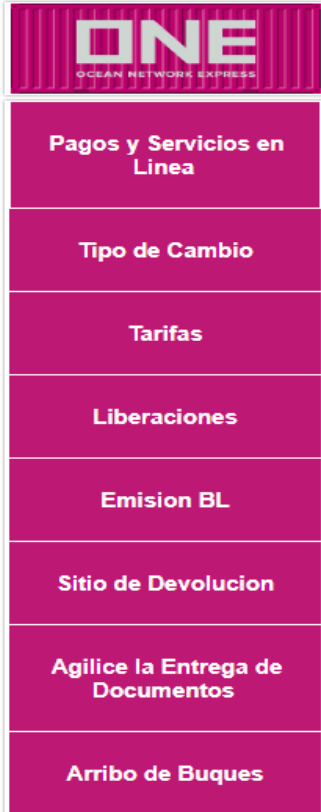 ONE
OCEAN NETWORK EXPRESS
Pagos y Servicios en
Linea
Tipo de Cambio
Tarifas
Liberaciones
Emision BL
Sitio de Devolucion
Agilice la Entrega de
Documentos
Arribo de Buques